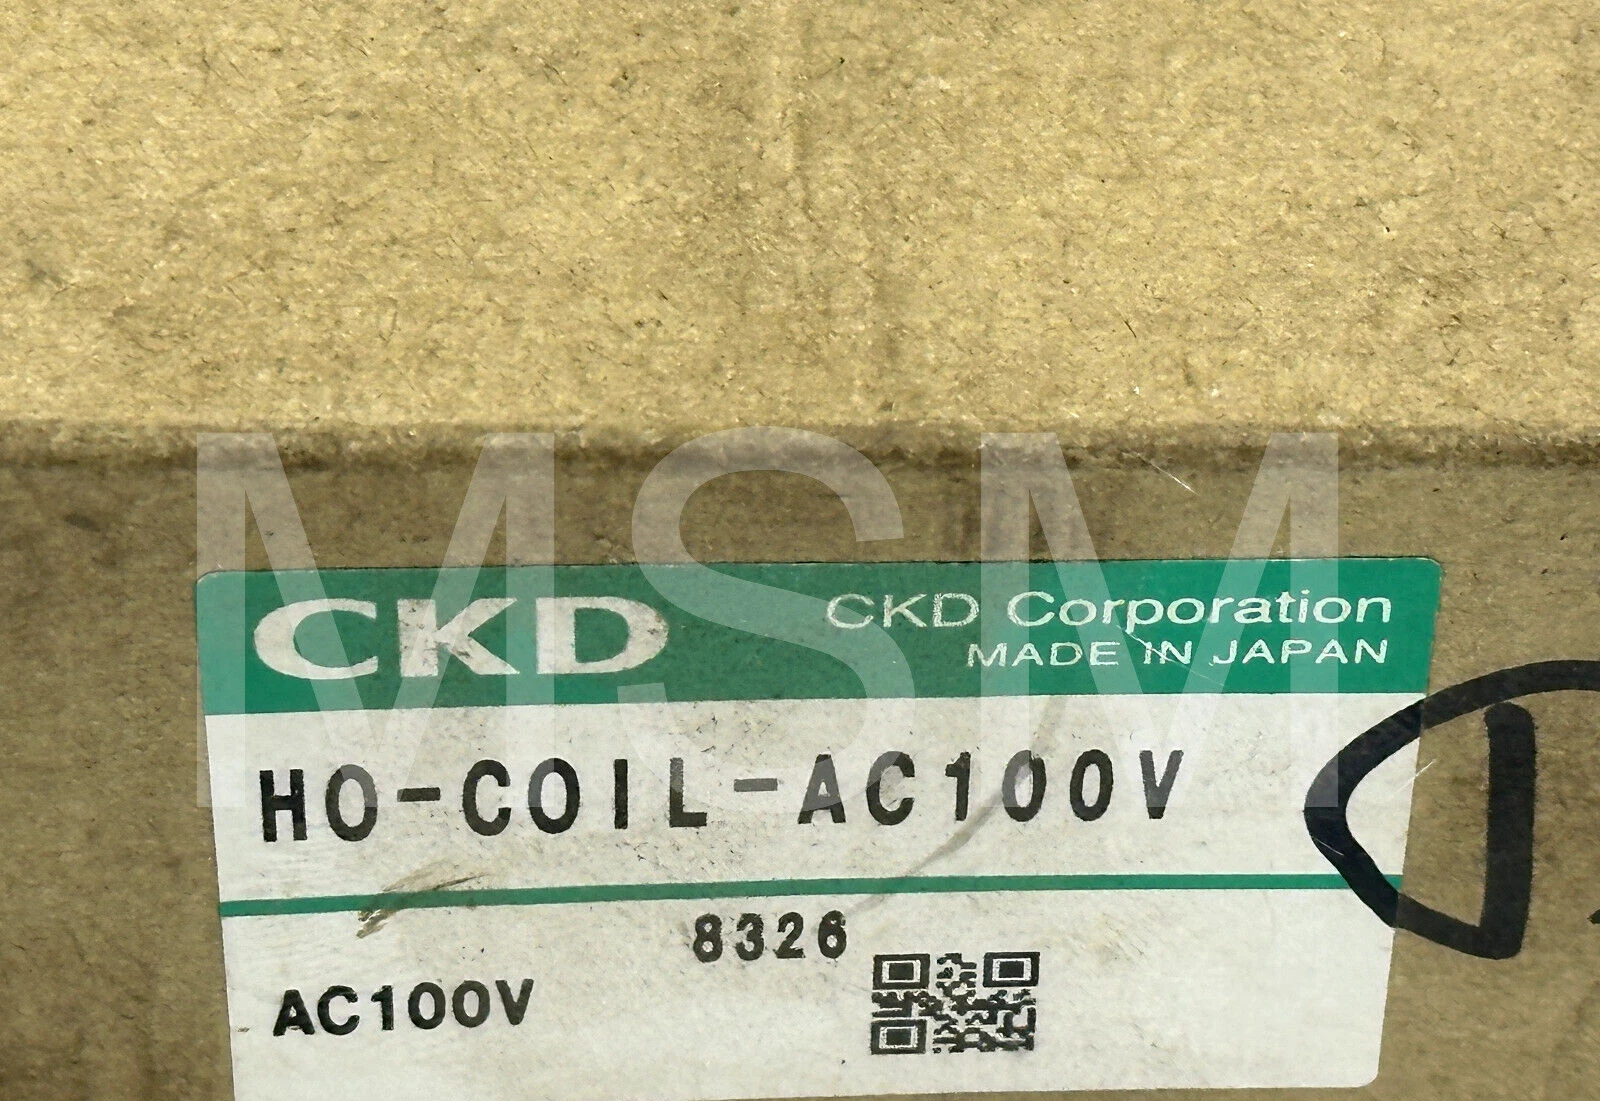 MSM
CKD
CKD Corporation
MADE IN JAPAN
HO-COIL-AC100V
8326
AC100V